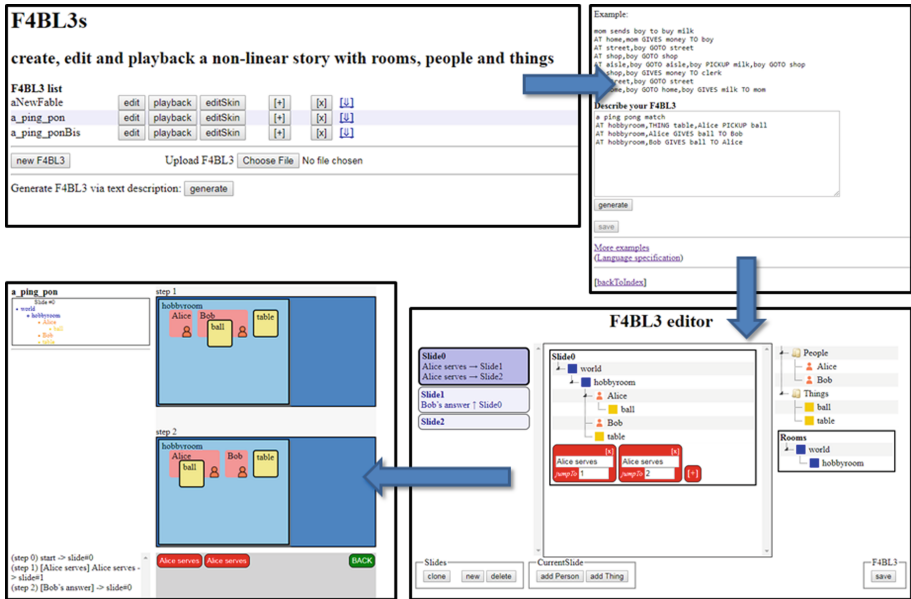 F4BL3s
create, edit and playback a non-linear story with rooms, people and things
F4BL3 list
aNewFable edit playback editSkin [+] [x] [⇓]
a_ping_pon edit playback editSkin [+] [x] [⇓]
a_ping_ponBis edit playback editSkin [+] [x] [⇓]
new F4BL3 Upload F4BL3 Choose File No file chosen
Generate F4BL3 via text description: generate
Example:
mom sends boy to buy milk
AT home,mom GIVES money TO boy
AT street,boy GOTO street
AT shop,boy GOTO shop
AT aisle,boy GOTO aisle,boy PICKUP milk,boy GOTO shop
shop,boy GIVES money TO clerk
street,boy GOTO street
home,boy GOTO home,boy GIVES milk TO mom
Describe your F4BL3
a ping pong match
AT hobbyroom,THING table,Alice PICKUP ball
AT hobbyroom,Alice GIVES ball TO Bob
AT hobbyroom,Bob GIVES ball TO Alice
generate
save
More examples
(Language specification)
[backToIndex]
a_ping_pon
Slide #0
world
hobbyroom
Alice
ball
Bob
table
step 1
hobbyroom
Alice Bob table
ball
step 2
hobbyroom
Alice Bob table
ball
(step 0) start -> slide#0
(step 1) [Alice serves] Alice serves -
> slide#1
(step 2) [Bob's answer] -> slide#0
Alice serves Alice serves BACK
F4BL3 editor
Slide0
Alice serves → Slide1
Alice serves → Slide2
Slide1
Bob's answer ↑ Slide0
Slide2
Slide0
world
hobbyroom
Alice
ball
Bob
table
[x] [x]
Alice serves Alice serves
jumpTo 1 jumpTo 2 [+]
People
Alice
Bob
Things
ball
table
Rooms
world
hobbyroom
Slides
clone new delete
CurrentSlide
add Person add Thing
F4BL3
save